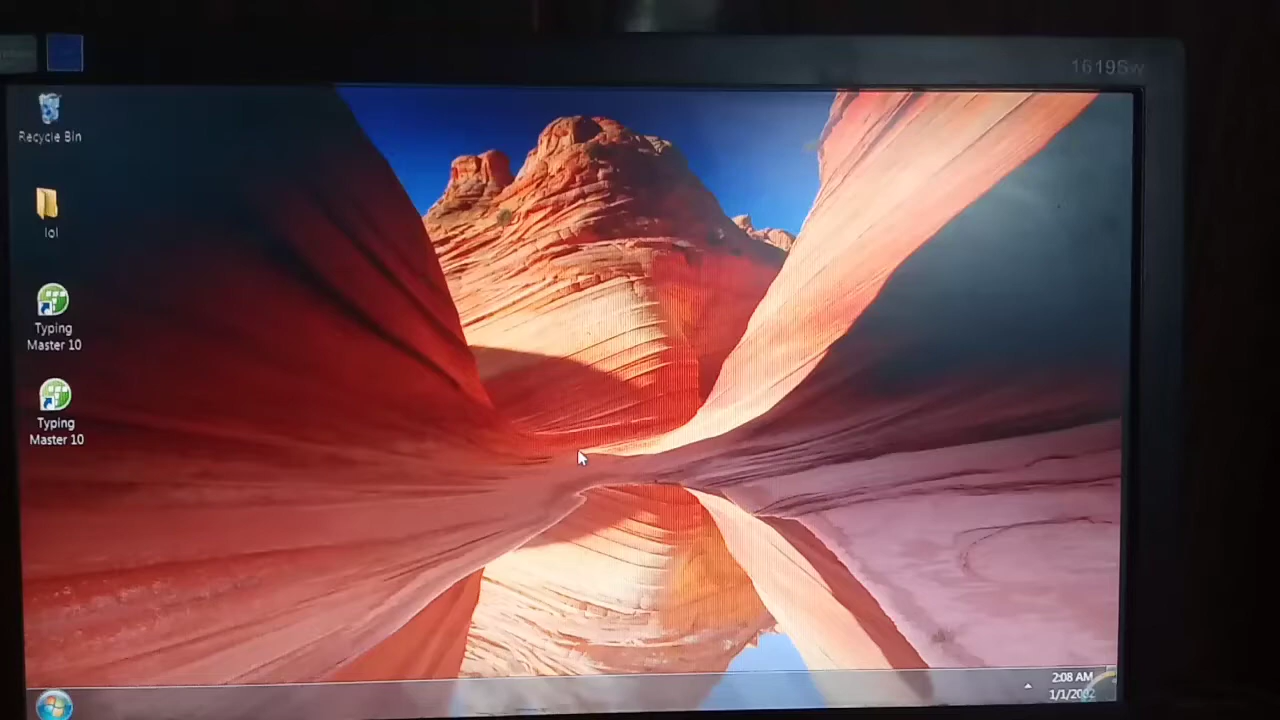 1619Sw
Recycle Bin
lol
Typing
Master 10
Typing
Master 10
2:08 AM
1/1/2002